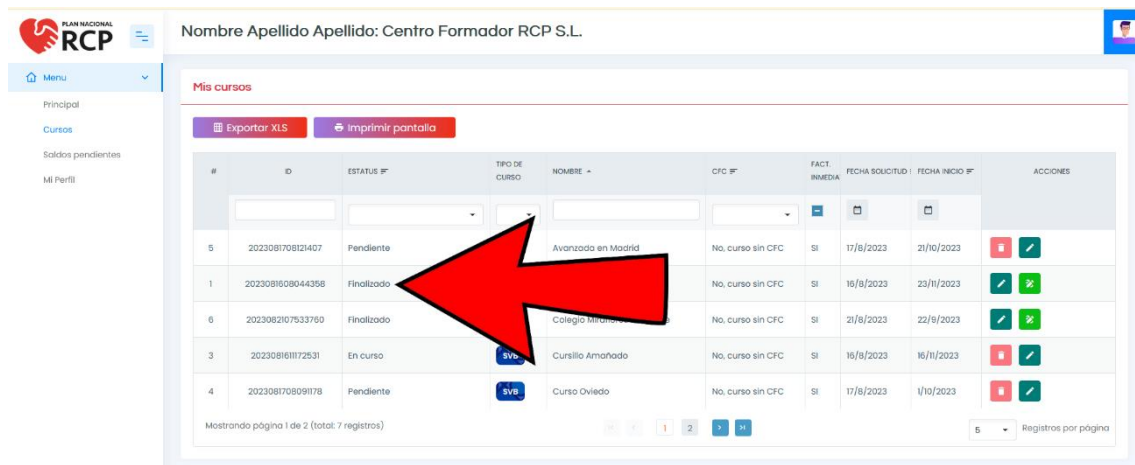 PLAN NACIONAL
RCP
Nombre Apellido Apellido: Centro Formador RCP S.L.
Menu
Principal
Cursos
Saldos pendientes
Mi Perfil
Mis cursos
Exportar XLS Imprimir pantalla
# ID ESTATUS TIPO DE CURSO NOMBRE CFC FACT. INMEDIA FECHA SOLICITUD FECHA INICIO ACCIONES
5 2023081708121407 Pendiente Avanzada en Madrid No, curso sin CFC SI 17/8/2023 21/10/2023
1 2023081608044358 Finalizado No, curso sin CFC SI 16/8/2023 23/11/2023
6 2023082107533760 Finalizado Colegio No, curso sin CFC SI 21/8/2023 22/9/2023
3 2023081611172531 En curso SVB Cursillo Amañado No, curso sin CFC SI 16/8/2023 16/11/2023
4 2023081708091178 Pendiente SVB Curso Oviedo No, curso sin CFC SI 17/8/2023 1/10/2023
Mostrando página 1 de 2 (total: 7 registros) 1 2 5 Registros por página